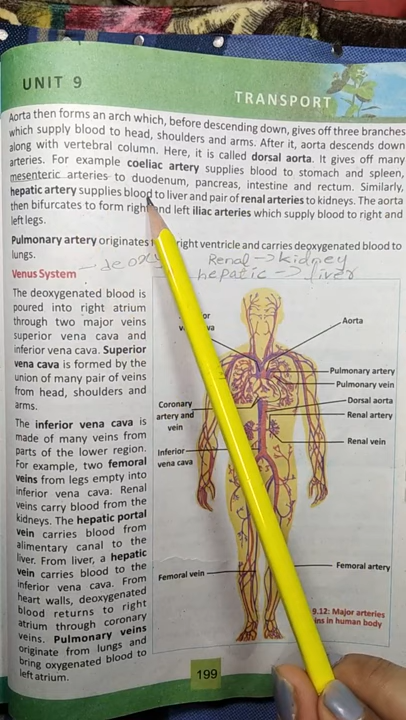 UNIT 9
TRANSPORT
Aorta then forms an arch which, before descending down, gives off three branches
which supply blood to head, shoulders and arms. After it, aorta descends down
along with vertebral column. Here, it is called dorsal aorta. It gives off many
arteries. For example coeliac artery supplies blood to stomach and spleen,
mesenteric arteries to duodenum, pancreas, intestine and rectum. Similarly,
hepatic artery supplies blood to liver and pair of renal arteries to kidneys. The aorta
then bifurcates to form right and left iliac arteries which supply blood to right and
left legs.
Pulmonary artery originates right ventricle and carries deoxygenated blood to
lungs.
Renal → kidney
hepatic → liver
Venus System
The deoxygenated blood is
poured into right atrium
through two major veins
superior vena cava and
inferior vena cava. Superior
vena cava is formed by the
union of many pair of veins
from head, shoulders and
arms.
The inferior vena cava is
made of many veins from
parts of the lower region.
For example, two femoral
veins from legs empty into
inferior vena cava. Renal
veins carry blood from the
kidneys. The hepatic portal
vein carries blood from
alimentary canal to the
liver. From liver, a hepatic
vein carries blood to the
inferior vena cava. From
heart walls, deoxygenated
blood returns to right
atrium through coronary
veins. Pulmonary veins
originate from lungs and
bring oxygenated blood to
left atrium.
Aorta
Pulmonary artery
Pulmonary vein
Dorsal aorta
Renal artery
Renal vein
Coronary
artery and
vein
Inferior
vena cava
Femoral vein
Femoral artery
9.12: Major arteries
in human body
199